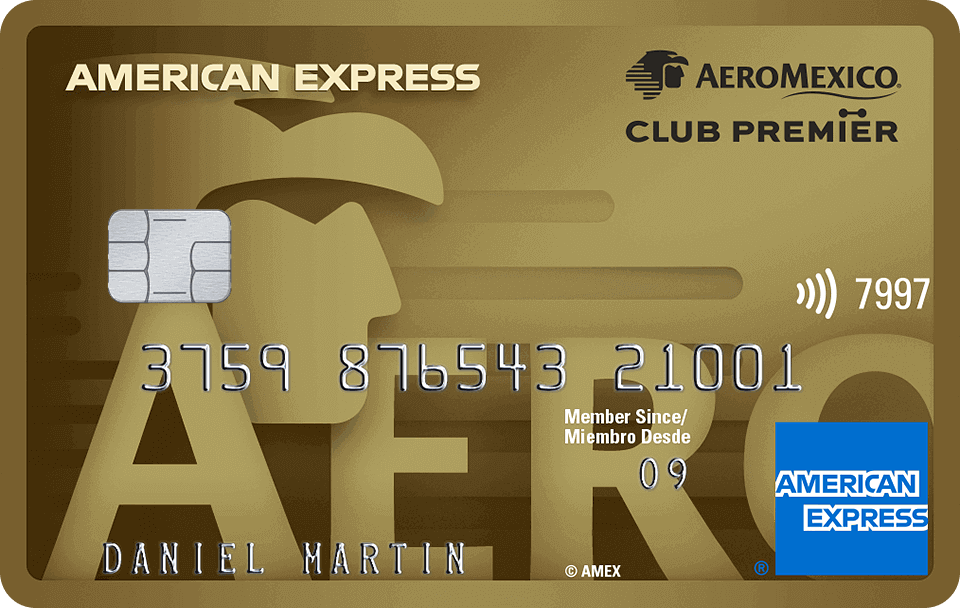 AMERICAN EXPRESS
AEROMEXICO®
CLUB PREMIER
7997
3759 876543 21001
Member Since/
Miembro Desde
09
AERO
AMERICAN
EXPRESS
®
DANIEL MARTIN
© AMEX